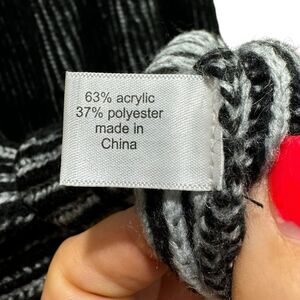 63% acrylic
37% polyester
made in
China